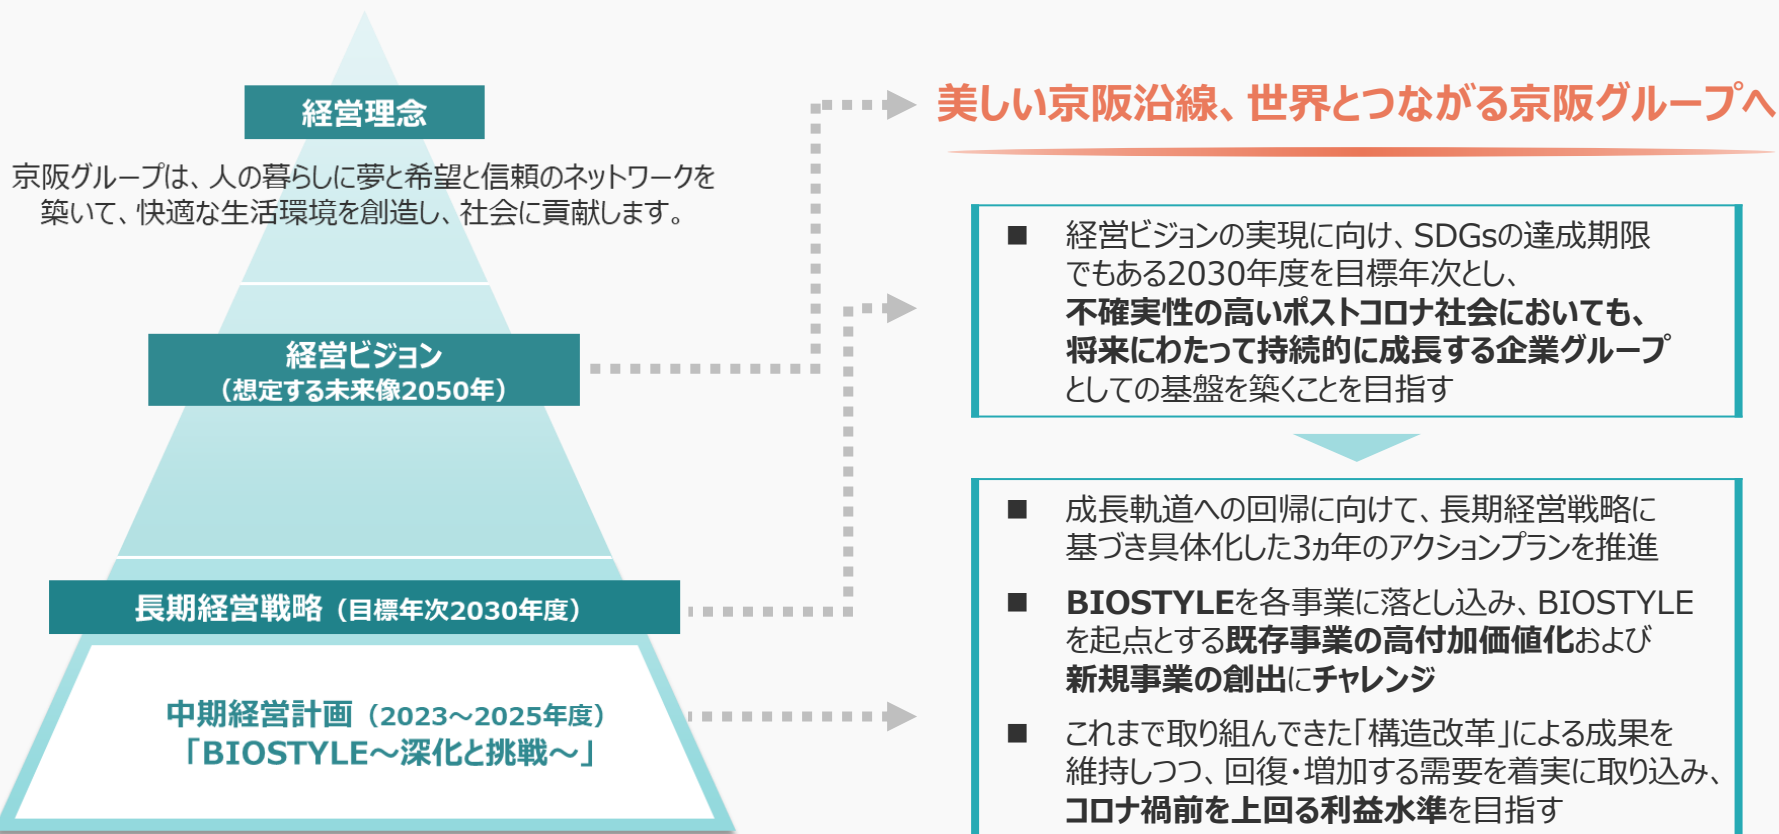 経営理念
京阪グループは、人の暮らしに夢と希望と信頼のネットワークを
築いて、快適な生活環境を創造し、社会に貢献します。
経営ビジョン
（想定する未来像2050年）
長期経営戦略（目標年次2030年度）
中期経営計画（2023～2025年度）
「BIOSTYLE～深化と挑戦～」
美しい京阪沿線、世界とつながる京阪グループへ
■ 経営ビジョンの実現に向け、SDGsの達成期限
でもある2030年度を目標年次とし、
不確実性の高いポストコロナ社会においても、
将来にわたって持続的に成長する企業グループ
としての基盤を築くことを目指す
■ 成長軌道への回帰に向けて、長期経営戦略に
基づき具体化した3ヵ年のアクションプランを推進
■ BIOSTYLEを各事業に落とし込み、BIOSTYLE
を起点とする既存事業の高付加価値化および
新規事業の創出にチャレンジ
■ これまで取り組んできた「構造改革」による成果を
維持しつつ、回復・増加する需要を着実に取り込み、
コロナ禍前を上回る利益水準を目指す